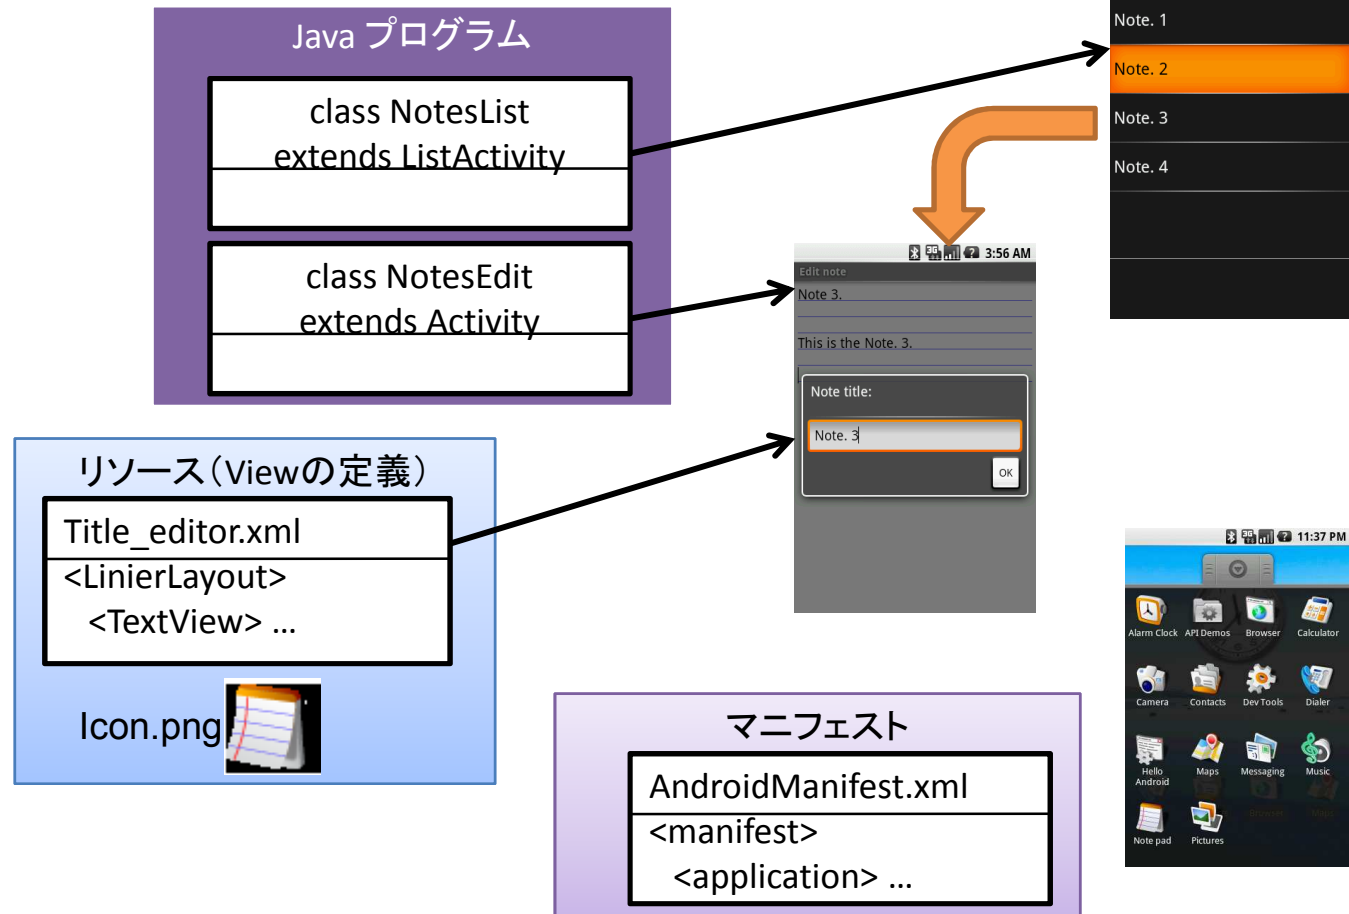 Java プログラム
class NotesList
extends ListActivity
class NotesEdit
extends Activity
Note. 1
Note. 2
Note. 3
Note. 4
3G
3:56 AM
Edit note
Note 3.
This is the Note. 3.
Note title:
Note. 3
OK
リソース（Viewの定義）
Title_editor.xml
<LinierLayout>
<TextView> ...
Icon.png
マニフェスト
AndroidManifest.xml
<manifest>
<application> ...
3G
11:37 PM
Alarm Clock API Demos Browser Calculator
Camera Contacts Dev Tools Dialer
Hello Android Maps Messaging Music
Note pad Pictures